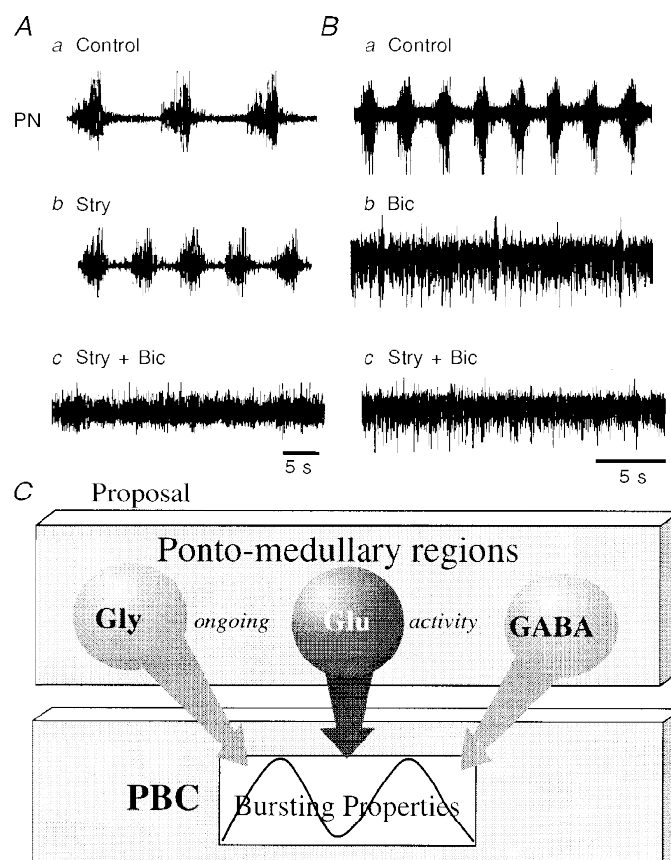 A
B
a Control
a Control
PN
b Stry
b Bic
c Stry + Bic
c Stry + Bic
5 s
5 s
C
Proposal
Ponto-medullary regions
Gly
ongoing
Glu
activity
GABA
PBC
Bursting Properties